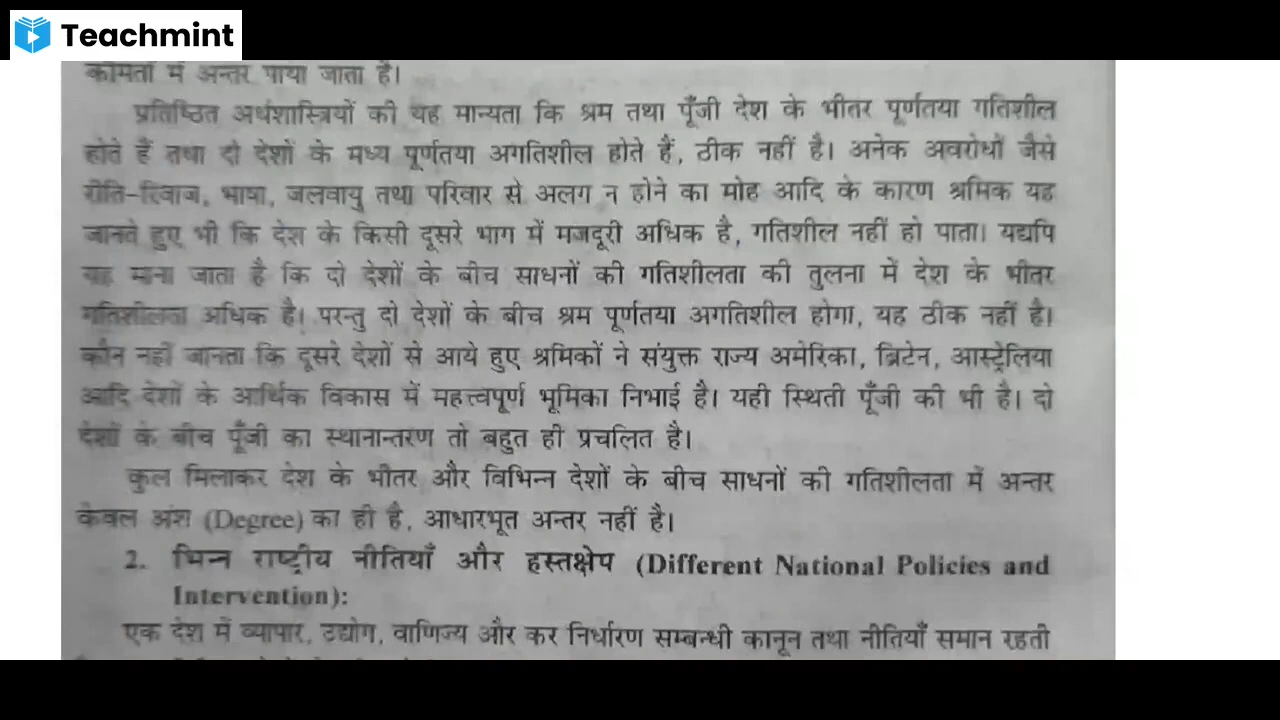 Teachmint
कीमतों में अन्तर पाया जाता है।
प्रतिष्ठित अर्थशास्त्रियों की यह मान्यता कि श्रम तथा पूँजी देश के भीतर पूर्णतया गतिशील
होते हैं तथा दो देशों के मध्य पूर्णतया अगतिशील होते हैं, ठीक नहीं है। अनेक अवरोधों जैसे
रीति-रिवाज, भाषा, जलवायु तथा परिवार से अलग न होने का मोह आदि के कारण श्रमिक यह
जानते हुए भी कि देश के किसी दूसरे भाग में मजदूरी अधिक है, गतिशील नहीं हो पाता। यद्यपि
यह माना जाता है कि दो देशों के बीच साधनों की गतिशीलता की तुलना में देश के भीतर
गतिशीलता अधिक है। परन्तु दो देशों के बीच श्रम पूर्णतया अगतिशील होगा, यह ठीक नहीं है।
कौन नहीं जानता कि दूसरे देशों से आये हुए श्रमिकों ने संयुक्त राज्य अमेरिका, ब्रिटेन, आस्ट्रेलिया
आदि देशों के आर्थिक विकास में महत्त्वपूर्ण भूमिका निभाई है। यही स्थिती पूँजी की भी है। दो
देशों के बीच पूँजी का स्थानान्तरण तो बहुत ही प्रचलित है।
कुल मिलाकर देश के भीतर और विभिन्न देशों के बीच साधनों की गतिशीलता में अन्तर
केवल अंश (Degree) का ही है, आधारभूत अन्तर नहीं है।
2. भिन्न राष्ट्रीय नीतियाँ और हस्तक्षेप (Different National Policies and
Intervention):
एक देश में व्यापार, उद्योग, वाणिज्य और कर निर्धारण सम्बन्धी कानून तथा नीतियाँ समान रहती